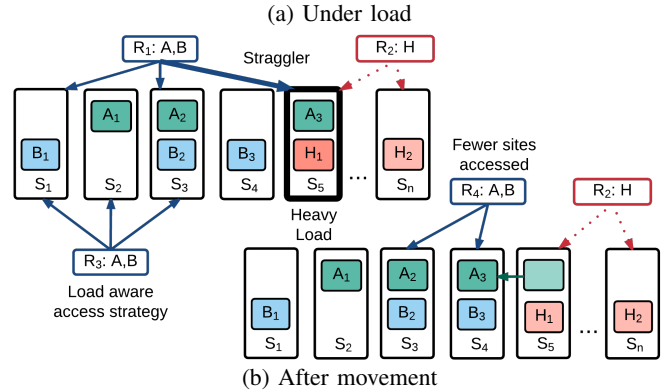 (a) Under load
R1: A,B
Straggler
R2: H
A1
A2
A3
B1
B2
B3
H1
H2
S1
S2
S3
S4
S5
...
Sn
Heavy
Load
R3: A,B
Load aware
access strategy
Fewer sites
accessed
R4: A,B
R2: H
A1
A2
A3
B1
B2
B3
H1
H2
S1
S2
S3
S4
S5
...
Sn
(b) After movement